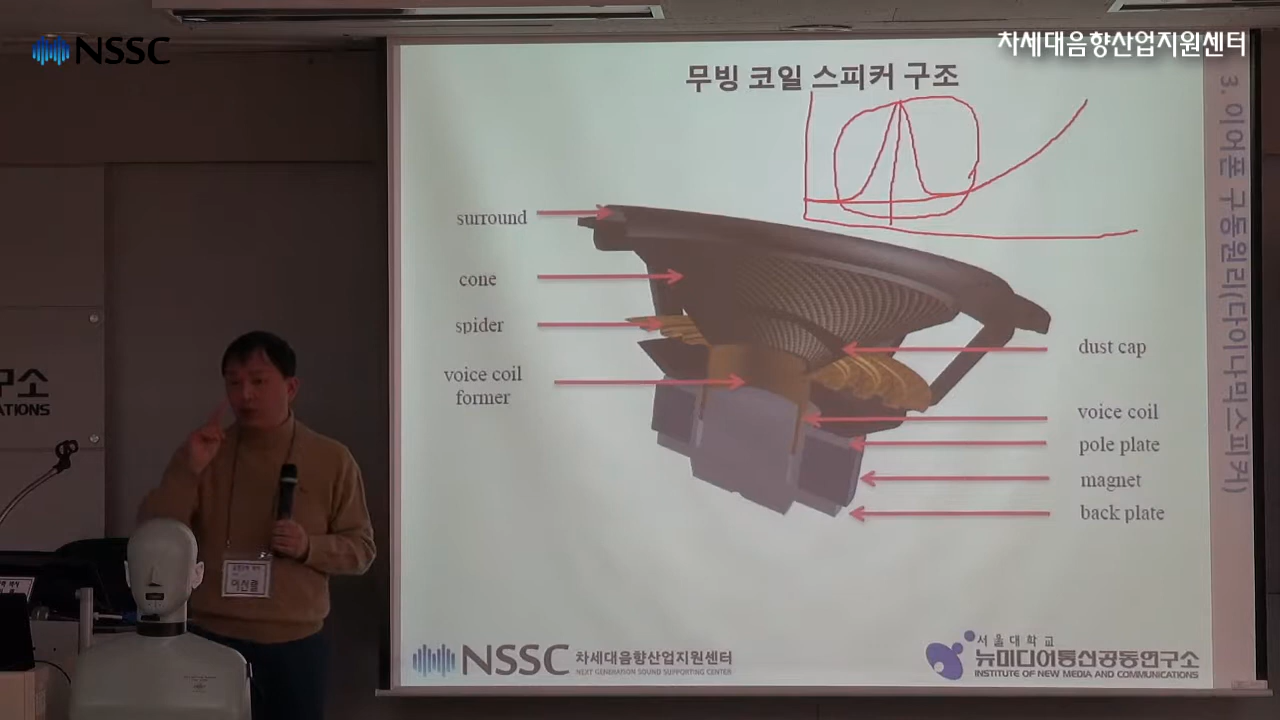 NSSC
차세대음향산업지원센터
무빙 코일 스피커 구조
3. 이어폰 구동원리(다이나믹스피커)
surround
cone
spider
voice coil
former
dust cap
voice coil
pole plate
magnet
back plate
구소
ATIONS
이신렬
NSSC 차세대음향산업지원센터
NEXT GENERATION SOUND SUPPORTING CENTER
서울대학교
뉴미디어통신공동연구소
INSTITUTE OF NEW MEDIA AND COMMUNICATIONS